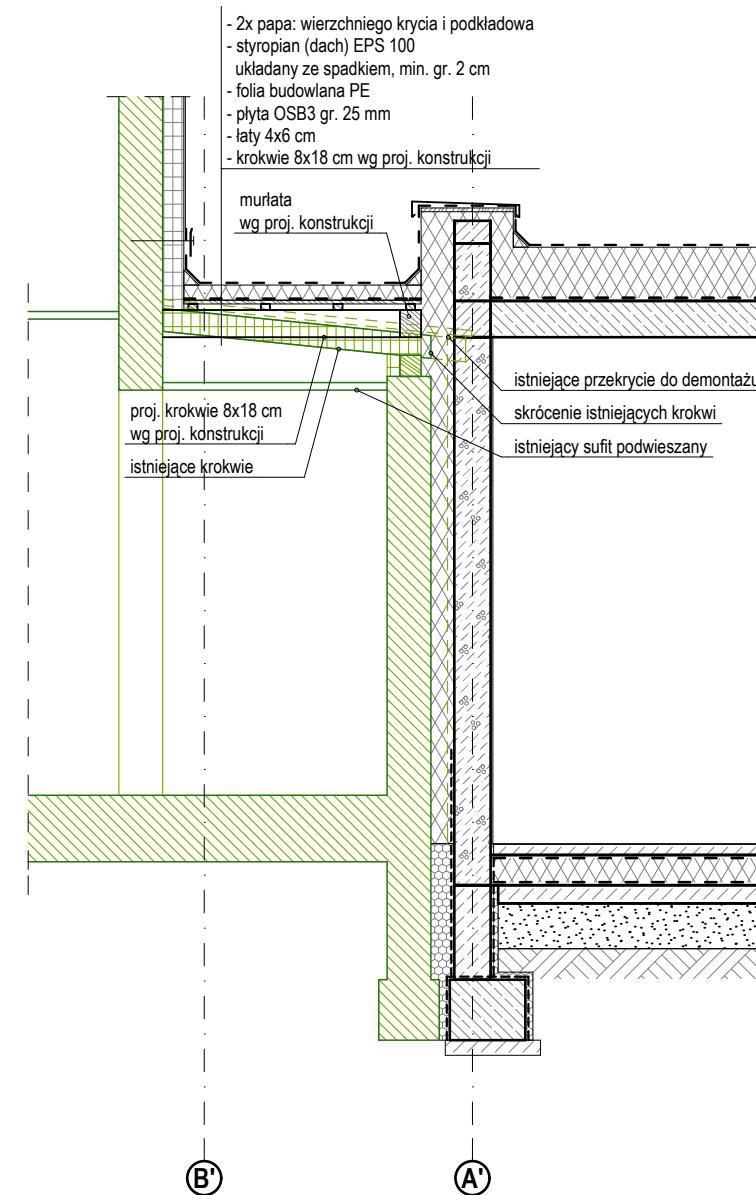 - 2x papa: wierzchniego krycia i podkładowa
- styropian (dach) EPS 100
układany ze spadkiem, min. gr. 2 cm
- folia budowlana PE
- płyta OSB3 gr. 25 mm
- łaty 4x6 cm
- krokwie 8x18 cm wg proj. konstrukcji
murłata
wg proj. konstrukcji
istniejące przekrycie do demontażu
skrócenie istniejących krokwi
istniejący sufit podwieszany
proj. krokwie 8x18 cm
wg proj. konstrukcji
istniejące krokwie
B'
A'